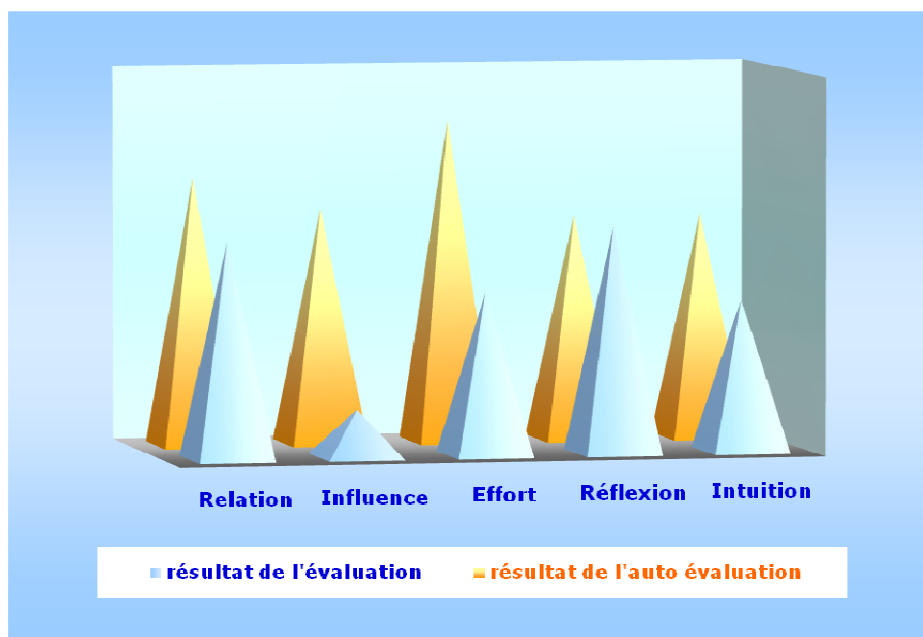 Relation Influence Effort Réflexion Intuition
résultat de l'évaluation résultat de l'auto évaluation